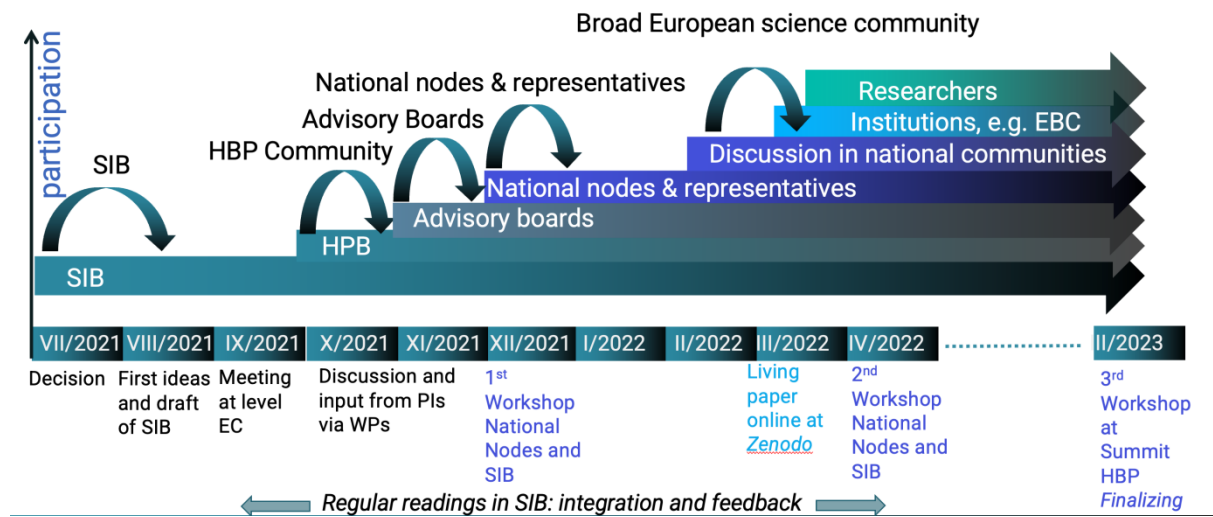 Broad European science community
participation
National nodes & representatives
Advisory Boards
HBP Community
SIB
Researchers
Institutions, e.g. EBC
Discussion in national communities
National nodes & representatives
Advisory boards
HPB
SIB
VII/2021 VIII/2021 IX/2021 X/2021 XI/2021 XII/2021 I/2022 II/2022 III/2022 IV/2022 II/2023
Decision
First ideas
and draft
of SIB
Meeting
at level
EC
Discussion and
input from PIs
via WPs
1st
Workshop
National
Nodes and
SIB
Living
paper
online at
Zenodo
2nd
Workshop
National
Nodes and
SIB
3rd
Workshop
at
Summit
HBP
Finalizing
Regular readings in SIB: integration and feedback